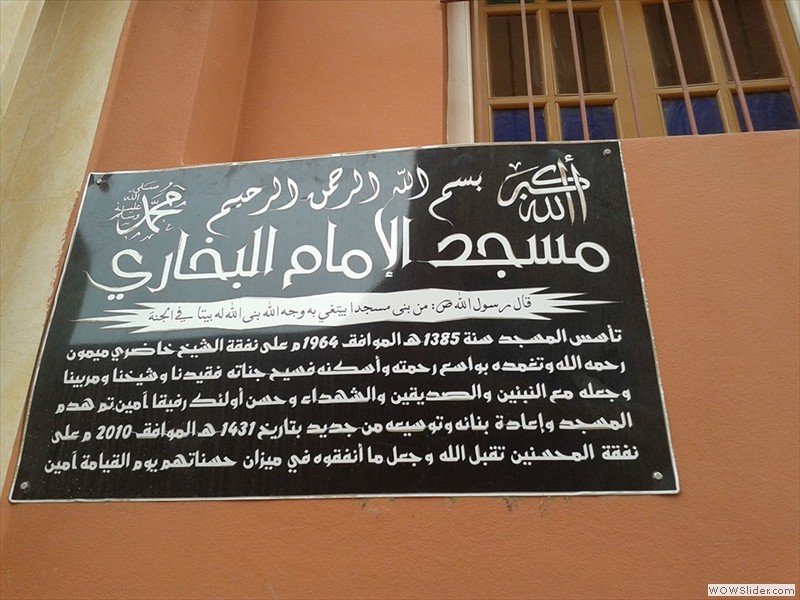 الله أكبر
بسم الله الرحمن الرحيم
محمد صلى الله عليه وسلم
مسجد الإمام البخاري
قال رسول الله ص: من بنى مسجدا يبتغي به وجه الله بنى الله له بيتا في الجنة
تأسس المسجد سنة 1385 هـ الموافق 1964 م على نفقة الشيخ خاضري ميمون
رحمه الله وتغمده بواسع رحمته وأسكنه فسيح جناته فقيدنا وشيخنا ومربينا
وجعله مع النبيئين والصديقين والشهداء وحسن أولئك رفيقا آمين تم هدم
المسجد وإعادة بنائه وتوسيعه من جديد بتاريخ 1431 هـ الموافق 2010 م على
نفقة المحسنين تقبل الله وجعل ما أنفقوه في ميزان حسناتهم يوم القيامة آمين
WOWSlider.com